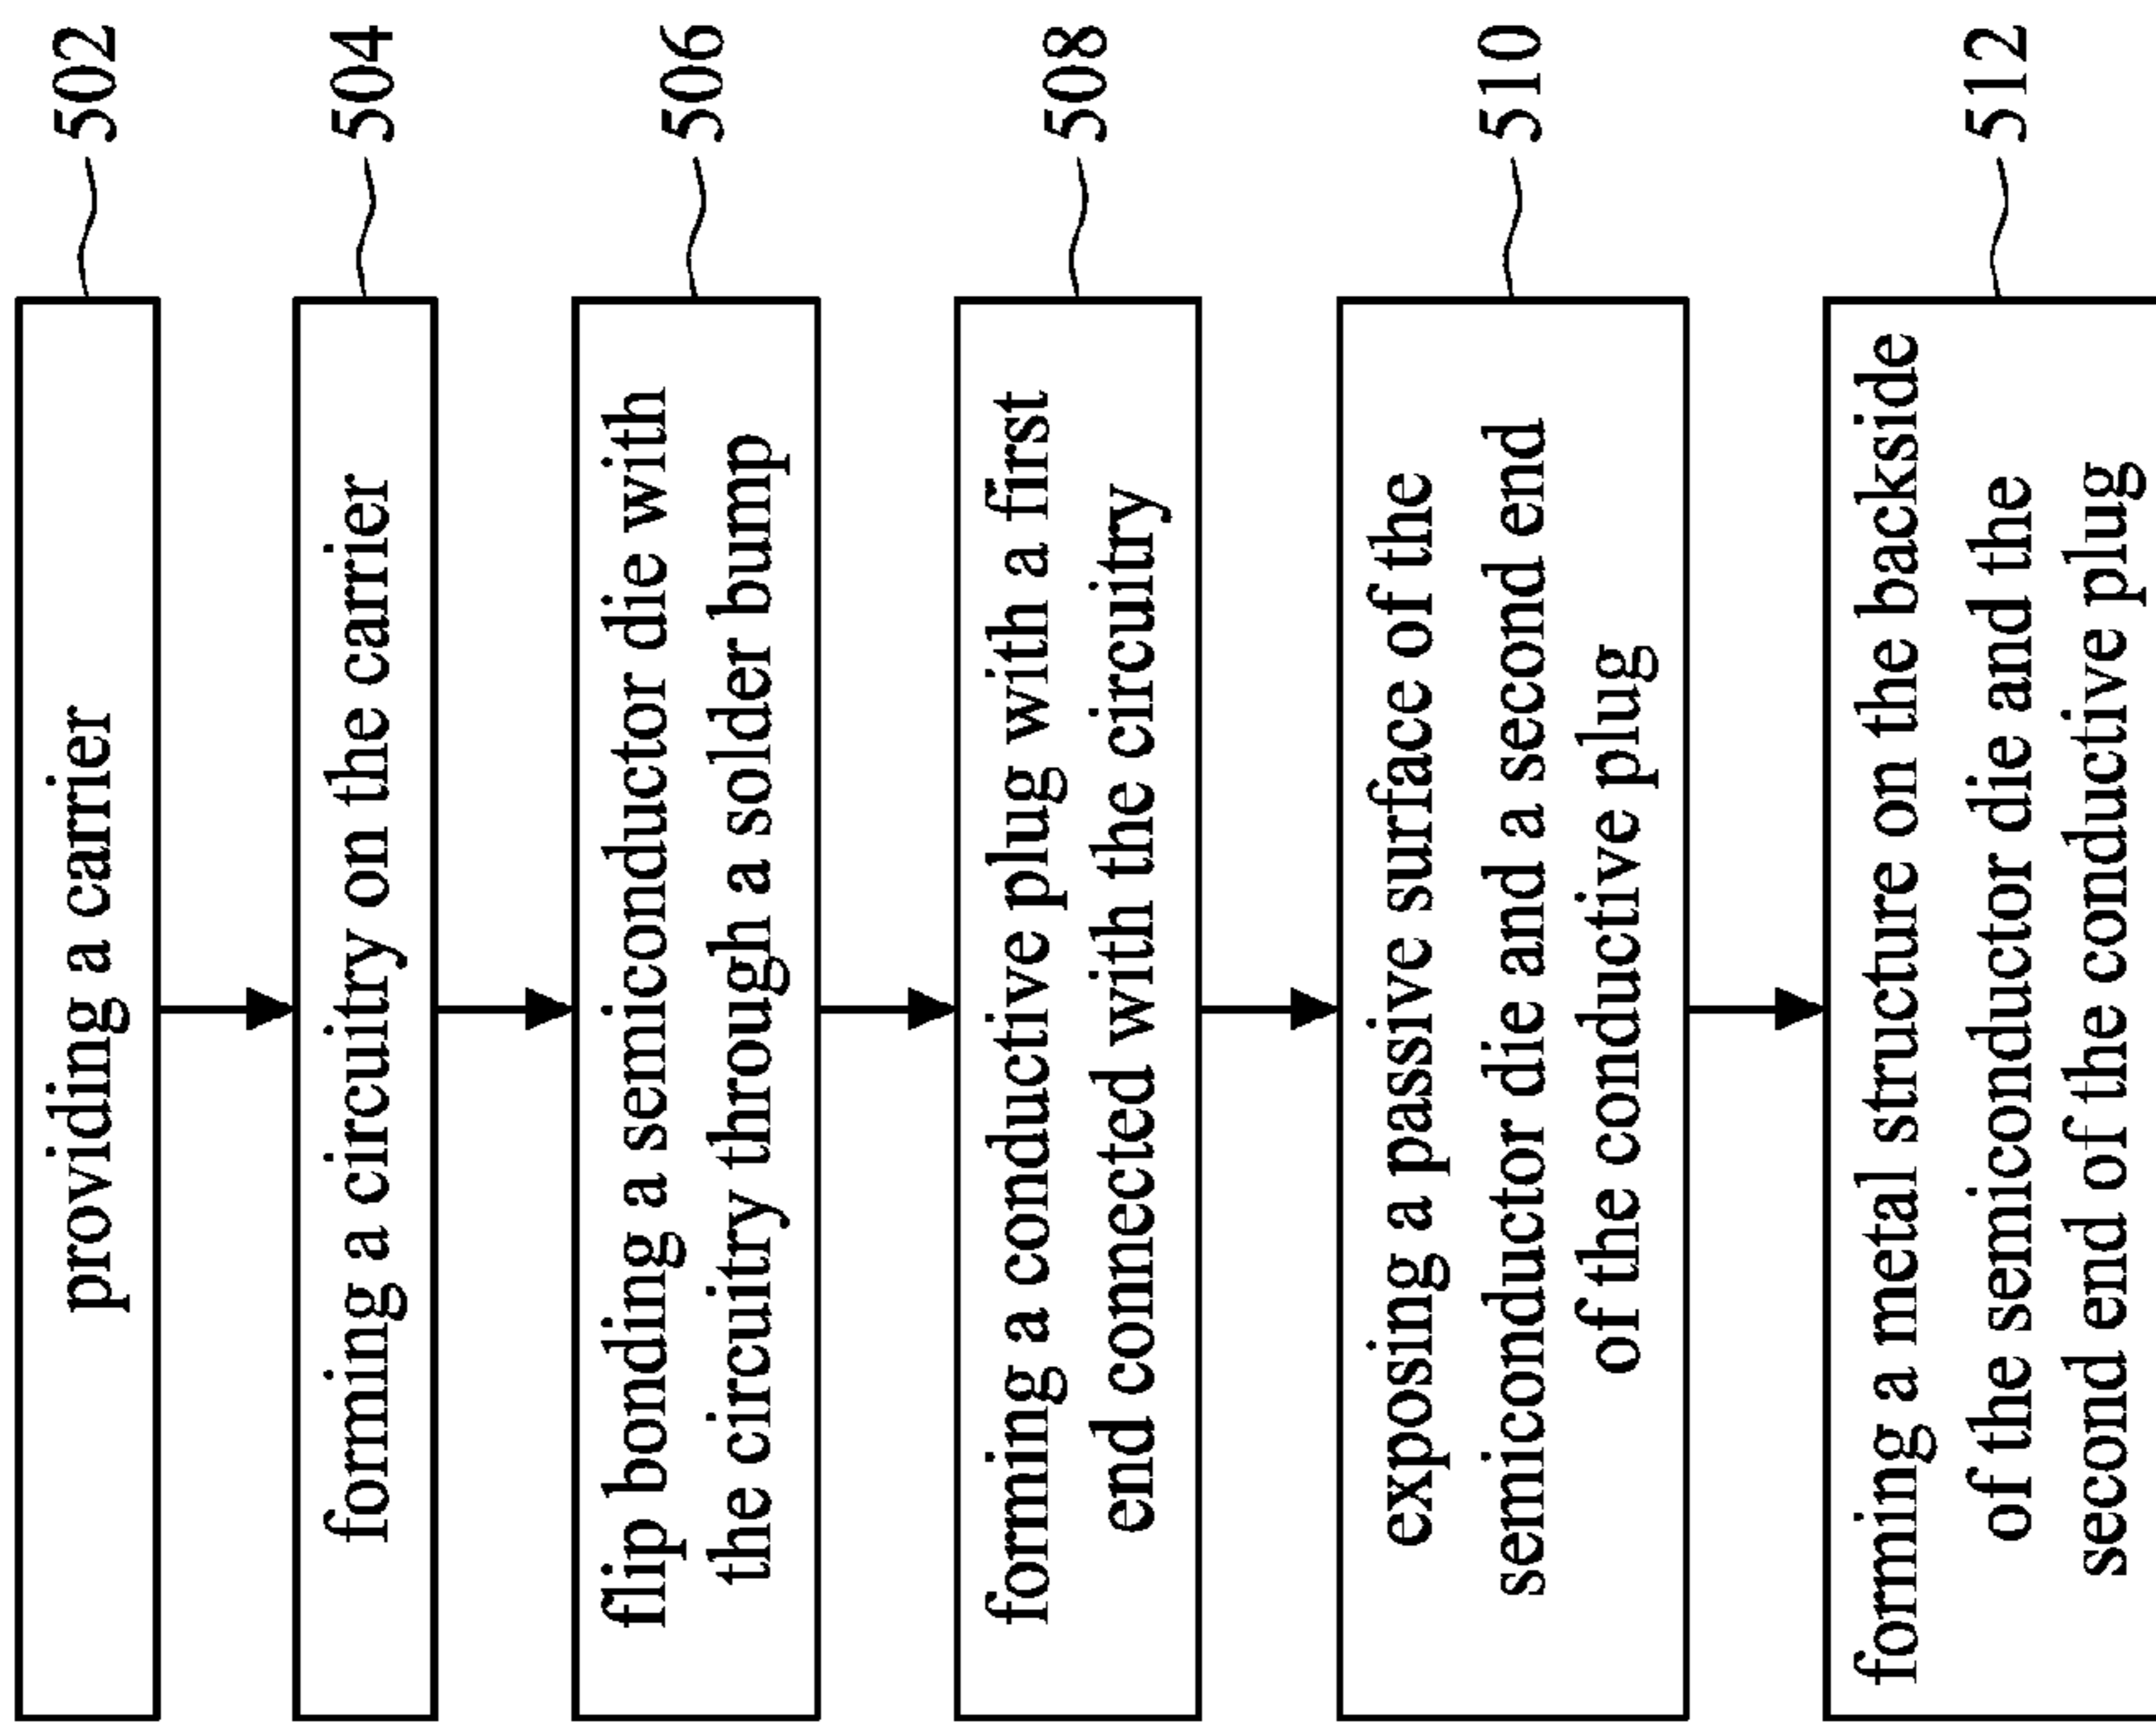 providing a carrier
502
forming a circuitry on the carrier
504
flip bonding a semiconductor die with
the circuitry through a solder bump
506
forming a conductive plug with a first
end connected with the circuitry
508
exposing a passive surface of the
semiconductor die and a second end
of the conductive plug
510
forming a metal structure on the backside
of the semiconductor die and the
second end of the conductive plug
512